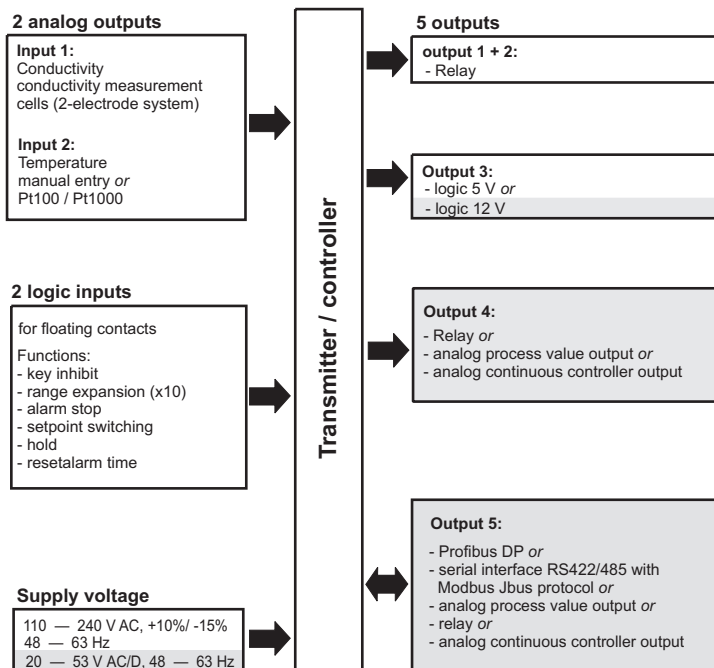 2 analog outputs
Input 1:
Conductivity
conductivity measurement
cells (2-electrode system)
Input 2:
Temperature
manual entry or
Pt100 / Pt1000
2 logic inputs
for floating contacts
Functions:
- key inhibit
- range expansion (x10)
- alarm stop
- setpoint switching
- hold
- resetalarm time
Supply voltage
110 — 240 V AC, +10%/ -15%
48 — 63 Hz
20 — 53 V AC/D, 48 — 63 Hz
Transmitter / controller
5 outputs
output 1 + 2:
- Relay
Output 3:
- logic 5 V or
- logic 12 V
Output 4:
- Relay or
- analog process value output or
- analog continuous controller output
Output 5:
- Profibus DP or
- serial interface RS422/485 with
Modbus Jbus protocol or
- analog process value output or
- relay or
- analog continuous controller output